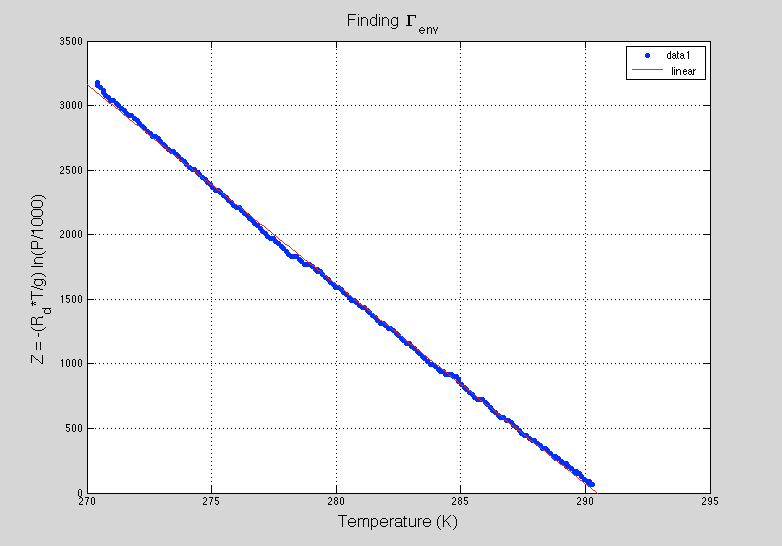 Finding Γenv
data1
linear
3500
3000
2500
2000
1500
1000
500
0
270
275
280
285
290
295
Z = -(Rd*T/g) ln(P/1000)
Temperature (K)